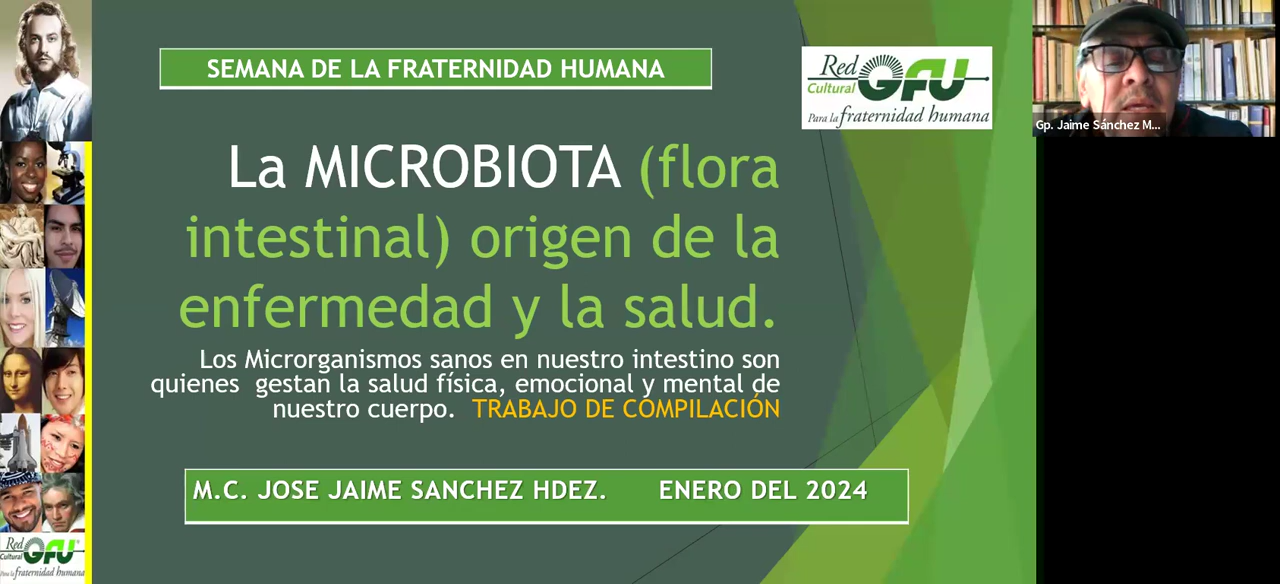 SEMANA DE LA FRATERNIDAD HUMANA
Red
Cultural
GFU
Para la fraternidad humana
Gp. Jaime Sánchez M...
La MICROBIOTA (flora
intestinal) origen de la
enfermedad y la salud.
Los Microrganismos sanos en nuestro intestino son
quienes gestan la salud física, emocional y mental de
nuestro cuerpo. TRABAJO DE COMPILACIÓN
M.C. JOSE JAIME SANCHEZ HDEZ. ENERO DEL 2024
Red
Cultural
GFU
Para la fraternidad humana